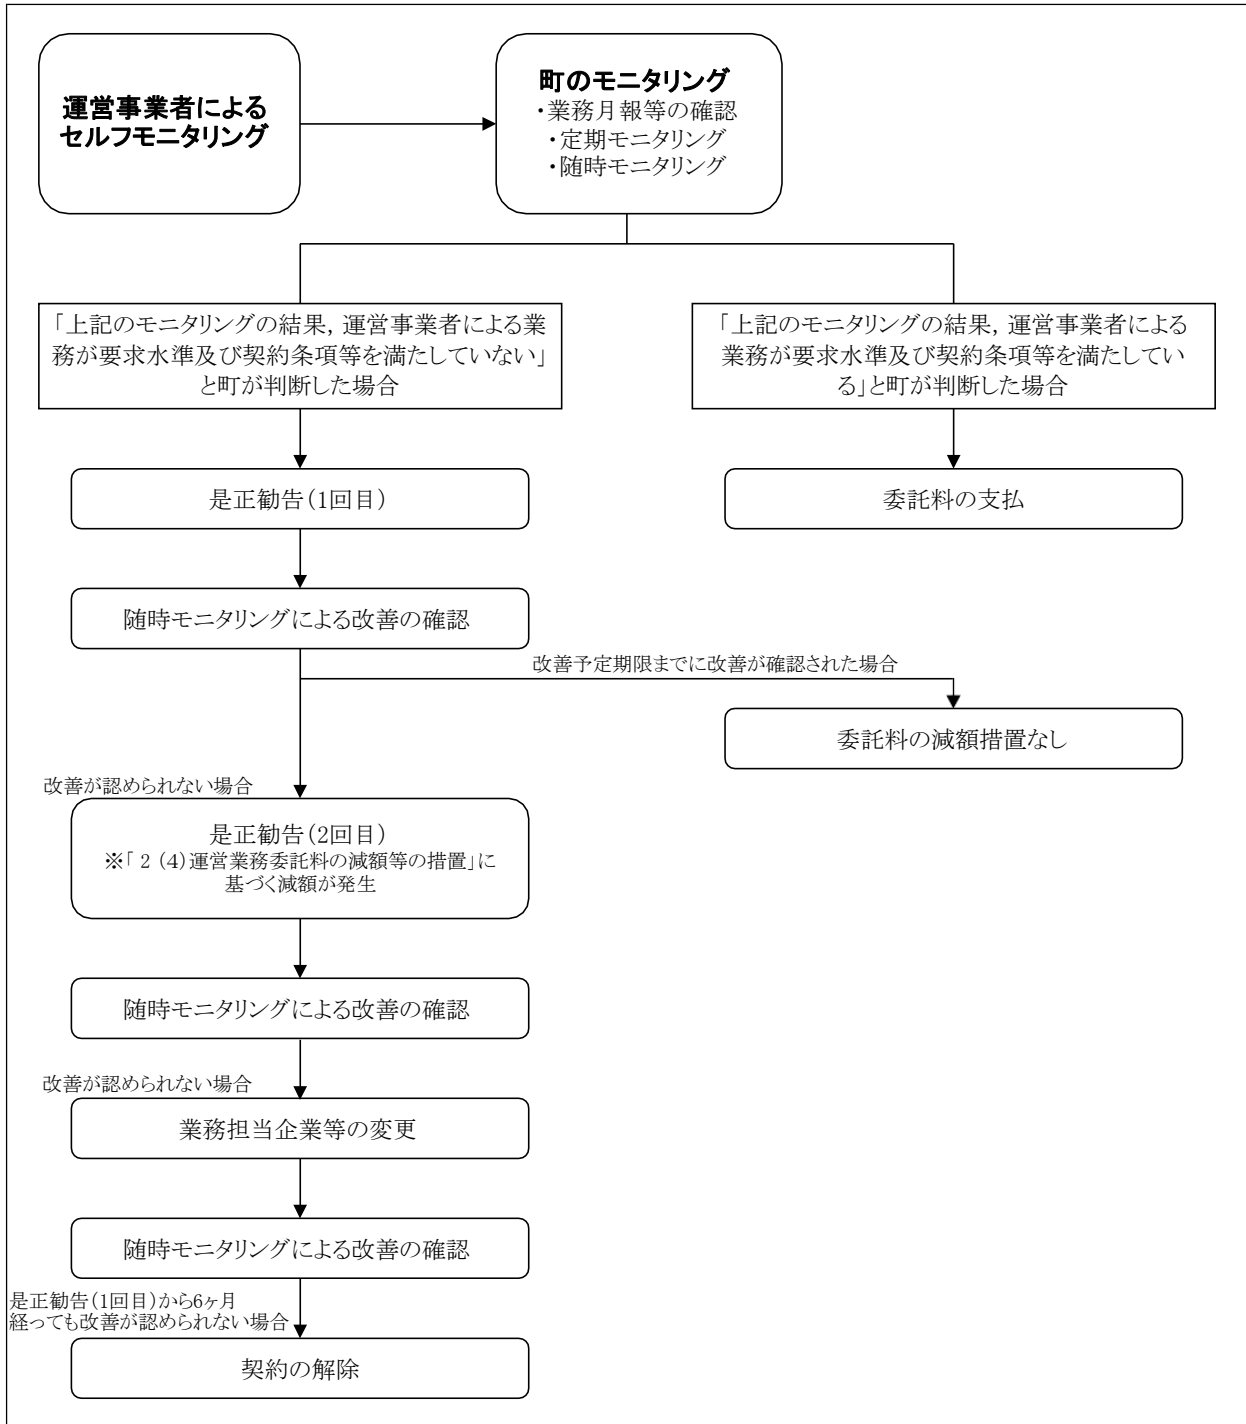 運営事業者による
セルフモニタリング
町のモニタリング
・業務月報等の確認
・定期モニタリング
・随時モニタリング
「上記のモニタリングの結果，運営事業者による業
務が要求水準及び契約条項等を満たしていない」
と町が判断した場合
「上記のモニタリングの結果，運営事業者による
業務が要求水準及び契約条項等を満たしてい
る」と町が判断した場合
是正勧告（1回目）
委託料の支払
随時モニタリングによる改善の確認
改善予定期限までに改善が確認された場合
委託料の減額措置なし
改善が認められない場合
是正勧告（2回目）
※「 2 （4）運営業務委託料の減額等の措置」に
基づく減額が発生
随時モニタリングによる改善の確認
改善が認められない場合
業務担当企業等の変更
随時モニタリングによる改善の確認
是正勧告（1回目）から6ヶ月
経っても改善が認められない場合
契約の解除